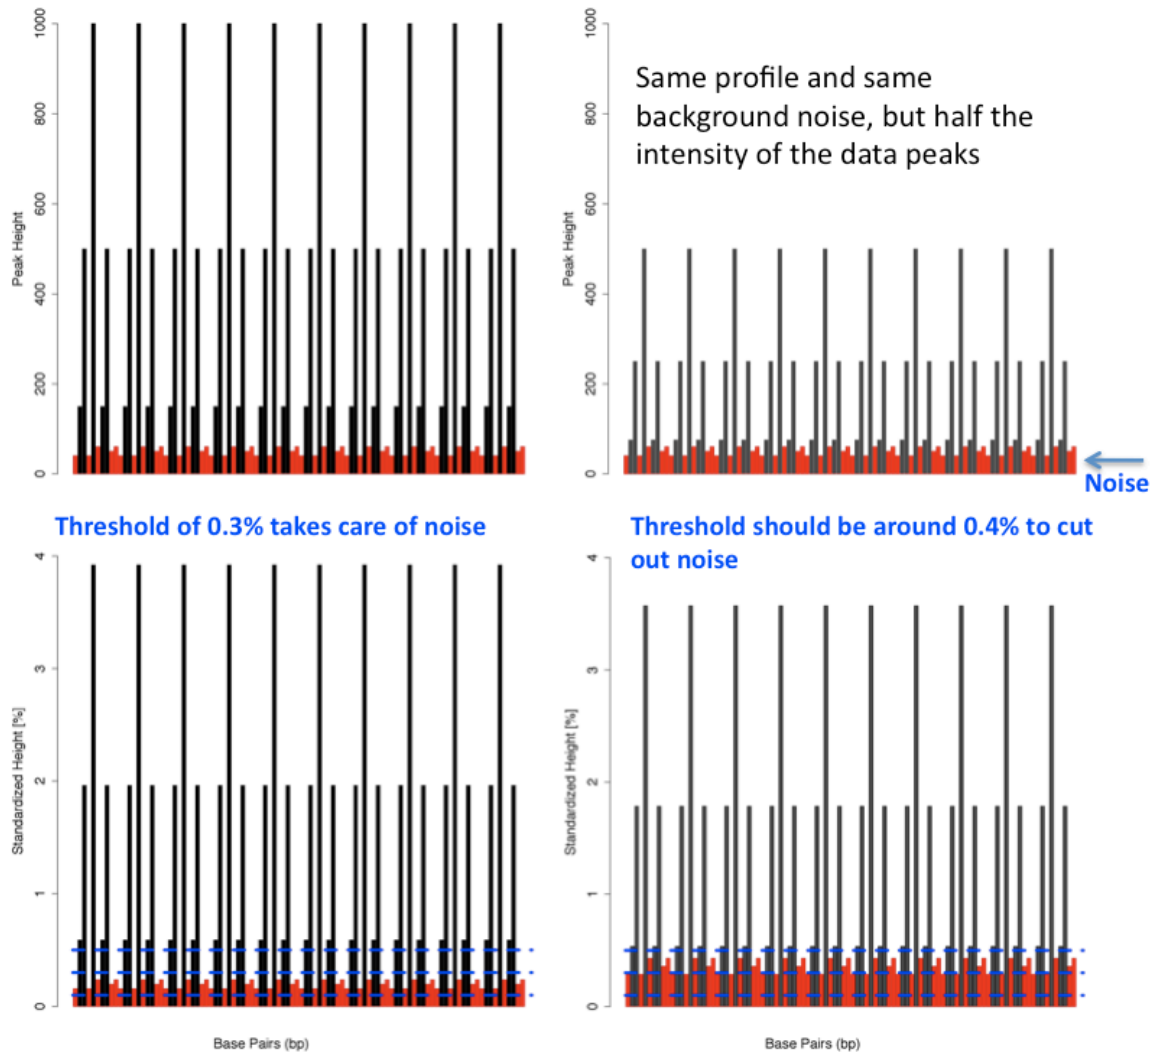 1000
800
600
400
200
0
Peak Height
1000
800
600
400
200
0
Peak Height
Same profile and same
background noise, but half the
intensity of the data peaks
Noise
Threshold of 0.3% takes care of noise
Threshold should be around 0.4% to cut
out noise
4
3
2
1
0
Standardized Height [%]
Base Pairs (bp)
4
3
2
1
0
Standardized Height [%]
Base Pairs (bp)